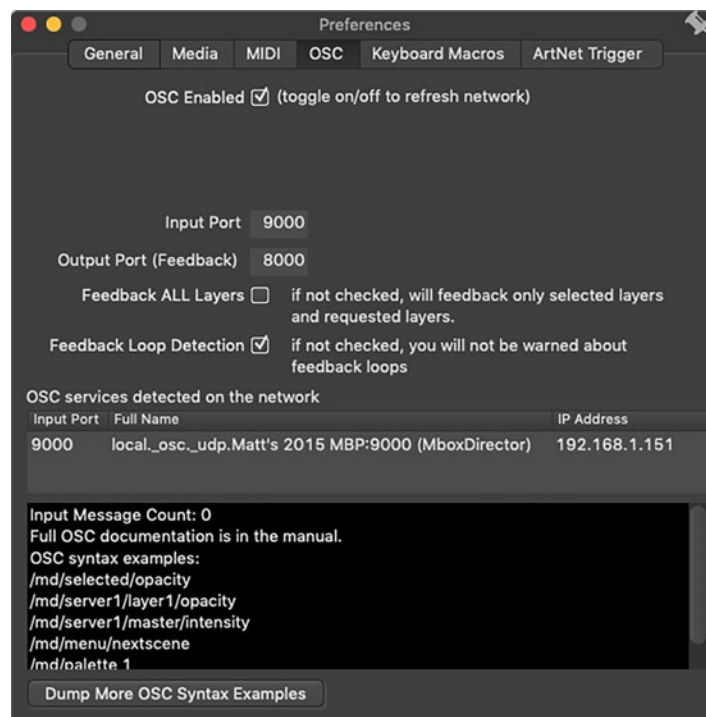 Preferences
General Media MIDI OSC Keyboard Macros ArtNet Trigger
OSC Enabled (toggle on/off to refresh network)
Input Port 9000
Output Port (Feedback) 8000
Feedback ALL Layers if not checked, will feedback only selected layers
and requested layers.
Feedback Loop Detection if not checked, you will not be warned about
feedback loops
OSC services detected on the network
Input Port Full Name IP Address
9000 local._osc._udp.Matt's 2015 MBP:9000 (MboxDirector) 192.168.1.151
Input Message Count: 0
Full OSC documentation is in the manual.
OSC syntax examples:
/md/selected/opacity
/md/server1/layer1/opacity
/md/server1/master/intensity
/md/menu/nextscene
/md/palette 1
Dump More OSC Syntax Examples